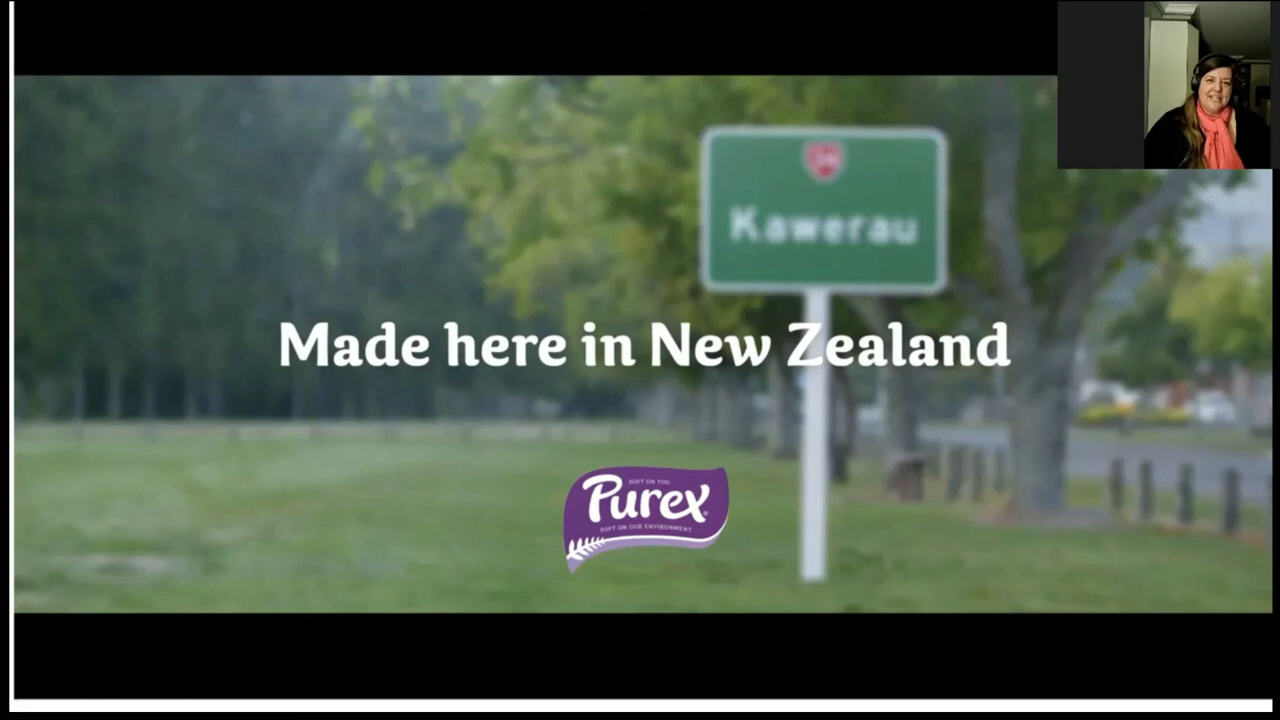 Kawerau
Made here in New Zealand
SOFT ON YOU
Purex
SOFT ON OUR ENVIRONMENT